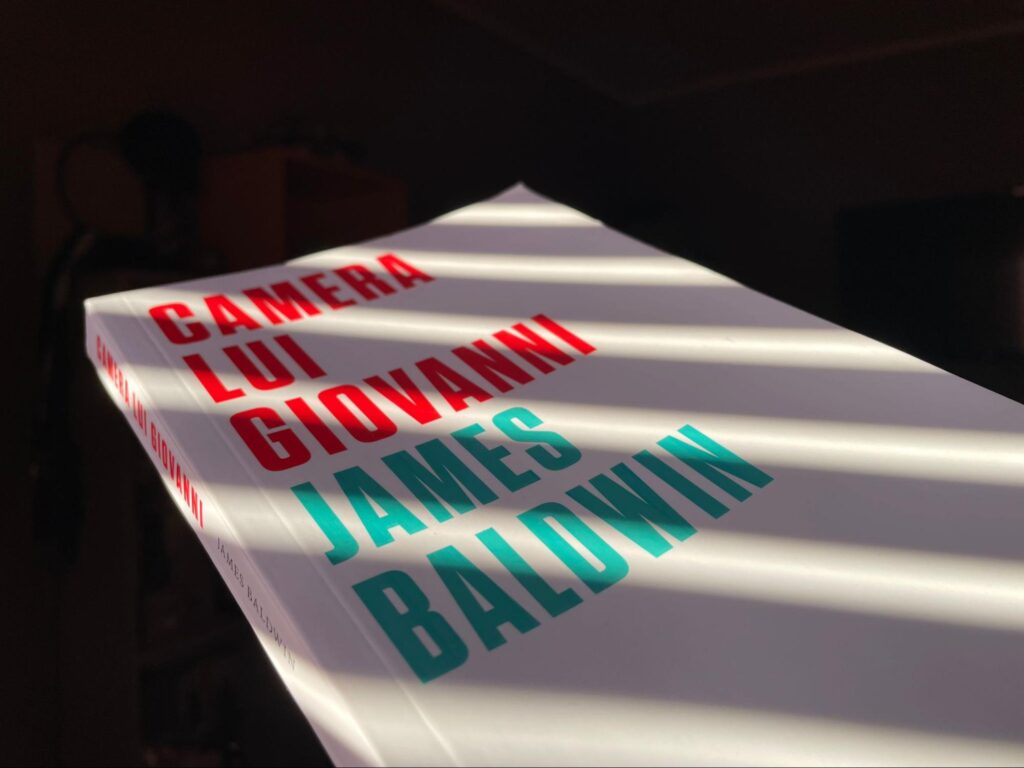 CAMERA
LUI
GIOVANNI
JAMES
BALDWIN
CAMERA LUI GIOVANNI
JAMES BALDWIN